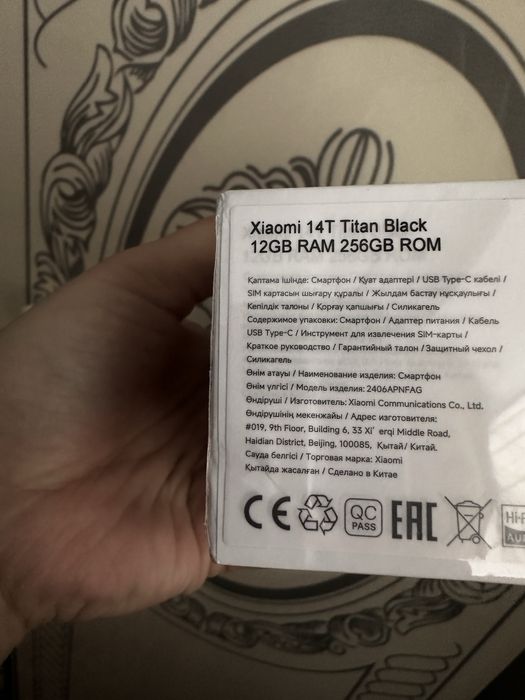 Xiaomi 14T Titan Black
12GB RAM 256GB ROM
Қаптама ішінде: Смартфон / Қуат адаптері / USB Type-C кабелі /
SIM картасын шығару құралы / Жылдам бастау нұсқаулығы /
Кепілдік талоны / Қорғау қапшығы / Силикагель
Содержимое упаковки: Смартфон / Адаптер питания / Кабель
USB Type-C / Инструмент для извлечения SIM-карты /
Краткое руководство / Гарантийный талон /Защитный чехол /
Силикагель
Өнім атауы / Наименование изделия: Смартфон
Өнім үлгісі / Модель изделия: 2406APNFAG
Өндіруші / Изготовитель: Xiaomi Communications Co., Ltd.
Өндірушінің мекенжайы / Адрес изготовителя:
#019, 9th Floor, Building 6, 33 Xi' erqi Middle Road,
Haidian District, Beijing, 100085, Қытай/ Китай.
Сауда белгісі / Торговая марка: Xiaomi
Қытайда жасалған / Сделано в Китае
CE QC EAC
PASS